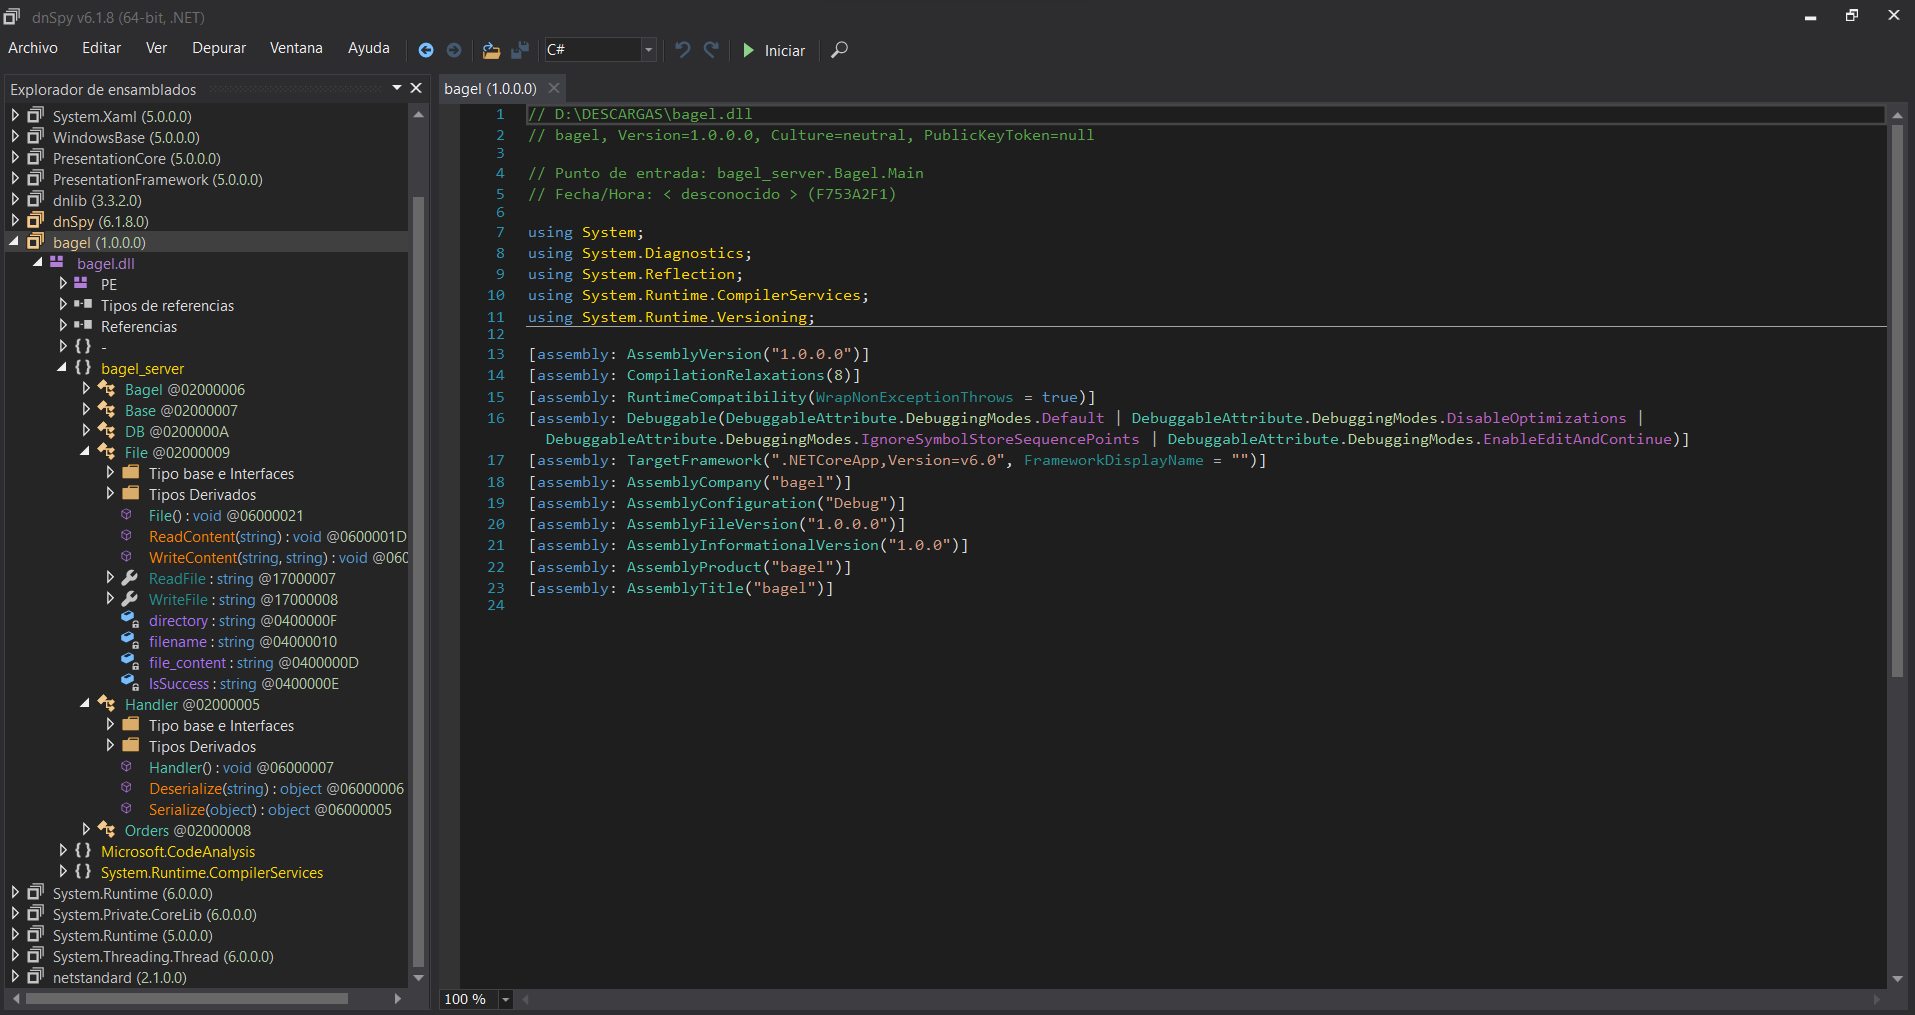 dnSpy v6.1.8 (64-bit, .NET)
Archivo Editar Ver Depurar Ventana Ayuda C# Iniciar
Explorador de ensamblados
System.Xaml (5.0.0.0)
WindowsBase (5.0.0.0)
PresentationCore (5.0.0.0)
PresentationFramework (5.0.0.0)
dnlib (3.3.2.0)
dnSpy (6.1.8.0)
bagel (1.0.0.0)
bagel.dll
PE
Tipos de referencias
Referencias
{ } -
{ } bagel_server
Bagel @02000006
Base @02000007
DB @0200000A
File @02000009
Tipo base e Interfaces
Tipos Derivados
File() : void @06000021
ReadContent(string) : void @0600001D
WriteContent(string, string) : void @060
ReadFile : string @17000007
WriteFile : string @17000008
directory : string @0400000F
filename : string @04000010
file_content : string @0400000D
IsSuccess : string @0400000E
Handler @02000005
Tipo base e Interfaces
Tipos Derivados
Handler() : void @06000007
Deserialize(string) : object @06000006
Serialize(object) : object @06000005
Orders @02000008
{ } Microsoft.CodeAnalysis
{ } System.Runtime.CompilerServices
System.Runtime (6.0.0.0)
System.Private.CoreLib (6.0.0.0)
System.Runtime (5.0.0.0)
System.Threading.Thread (6.0.0.0)
netstandard (2.1.0.0)
bagel (1.0.0.0)
1 // D:\DESCARGAS\bagel.dll
2 // bagel, Version=1.0.0.0, Culture=neutral, PublicKeyToken=null
3
4 // Punto de entrada: bagel_server.Bagel.Main
5 // Fecha/Hora: < desconocido > (F753A2F1)
6
7 using System;
8 using System.Diagnostics;
9 using System.Reflection;
10 using System.Runtime.CompilerServices;
11 using System.Runtime.Versioning;
12
13 [assembly: AssemblyVersion("1.0.0.0")]
14 [assembly: CompilationRelaxations(8)]
15 [assembly: RuntimeCompatibility(WrapNonExceptionThrows = true)]
16 [assembly: Debuggable(DebuggableAttribute.DebuggingModes.Default | DebuggableAttribute.DebuggingModes.DisableOptimizations |
DebuggableAttribute.DebuggingModes.IgnoreSymbolStoreSequencePoints | DebuggableAttribute.DebuggingModes.EnableEditAndContinue)]
17 [assembly: TargetFramework(".NETCoreApp,Version=v6.0", FrameworkDisplayName = "")]
18 [assembly: AssemblyCompany("bagel")]
19 [assembly: AssemblyConfiguration("Debug")]
20 [assembly: AssemblyFileVersion("1.0.0.0")]
21 [assembly: AssemblyInformationalVersion("1.0.0")]
22 [assembly: AssemblyProduct("bagel")]
23 [assembly: AssemblyTitle("bagel")]
24
100 %